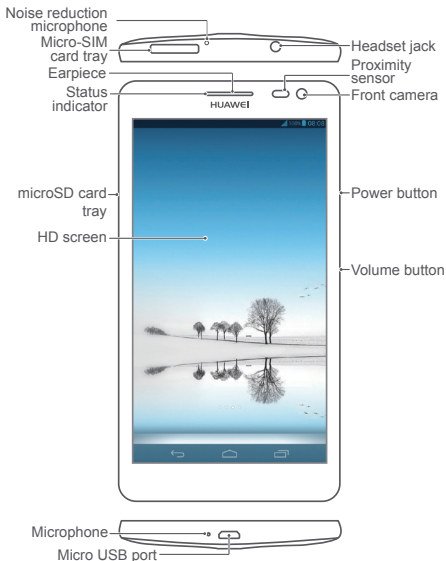 Noise reduction
microphone
Micro-SIM
card tray
Earpiece
Status
indicator
Headset jack
Proximity
sensor
Front camera
HUAWEI
microSD card
tray
HD screen
Power button
Volume button
Microphone
Micro USB port